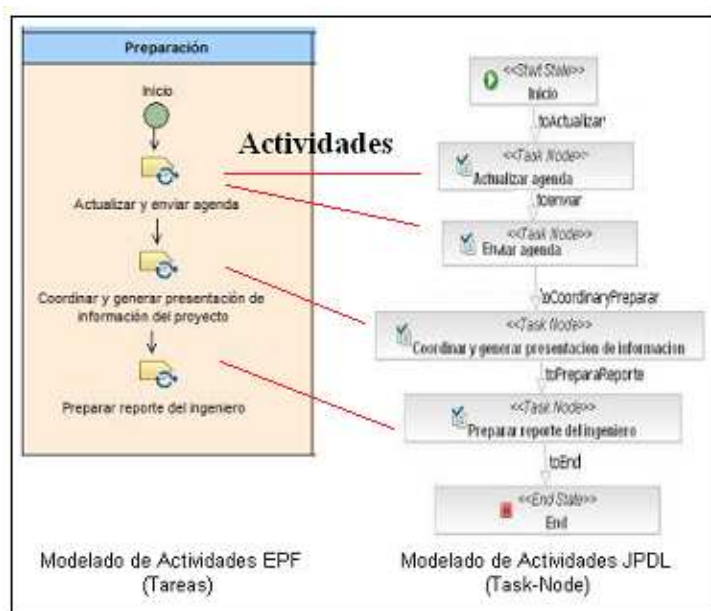 Preparación
Inicio
Actualizar y enviar agenda
Coordinar y generar presentación de
información del proyecto
Preparar reporte del ingeniero
Modelado de Actividades EPF
(Tareas)
Actividades
<<Start State>>
Inicio
toActualizar
<<Task Node>>
Actualizar agenda
toenviar
<<Task Node>>
Enviar agenda
toCoordinaryPreparar
<<Task Node>>
Coordinar y generar presentacion de informacion
toPreparaReporte
<<Task Node>>
Preparar reporte del ingeniero
toEnd
<<End State>>
End
Modelado de Actividades JPDL
(Task-Node)